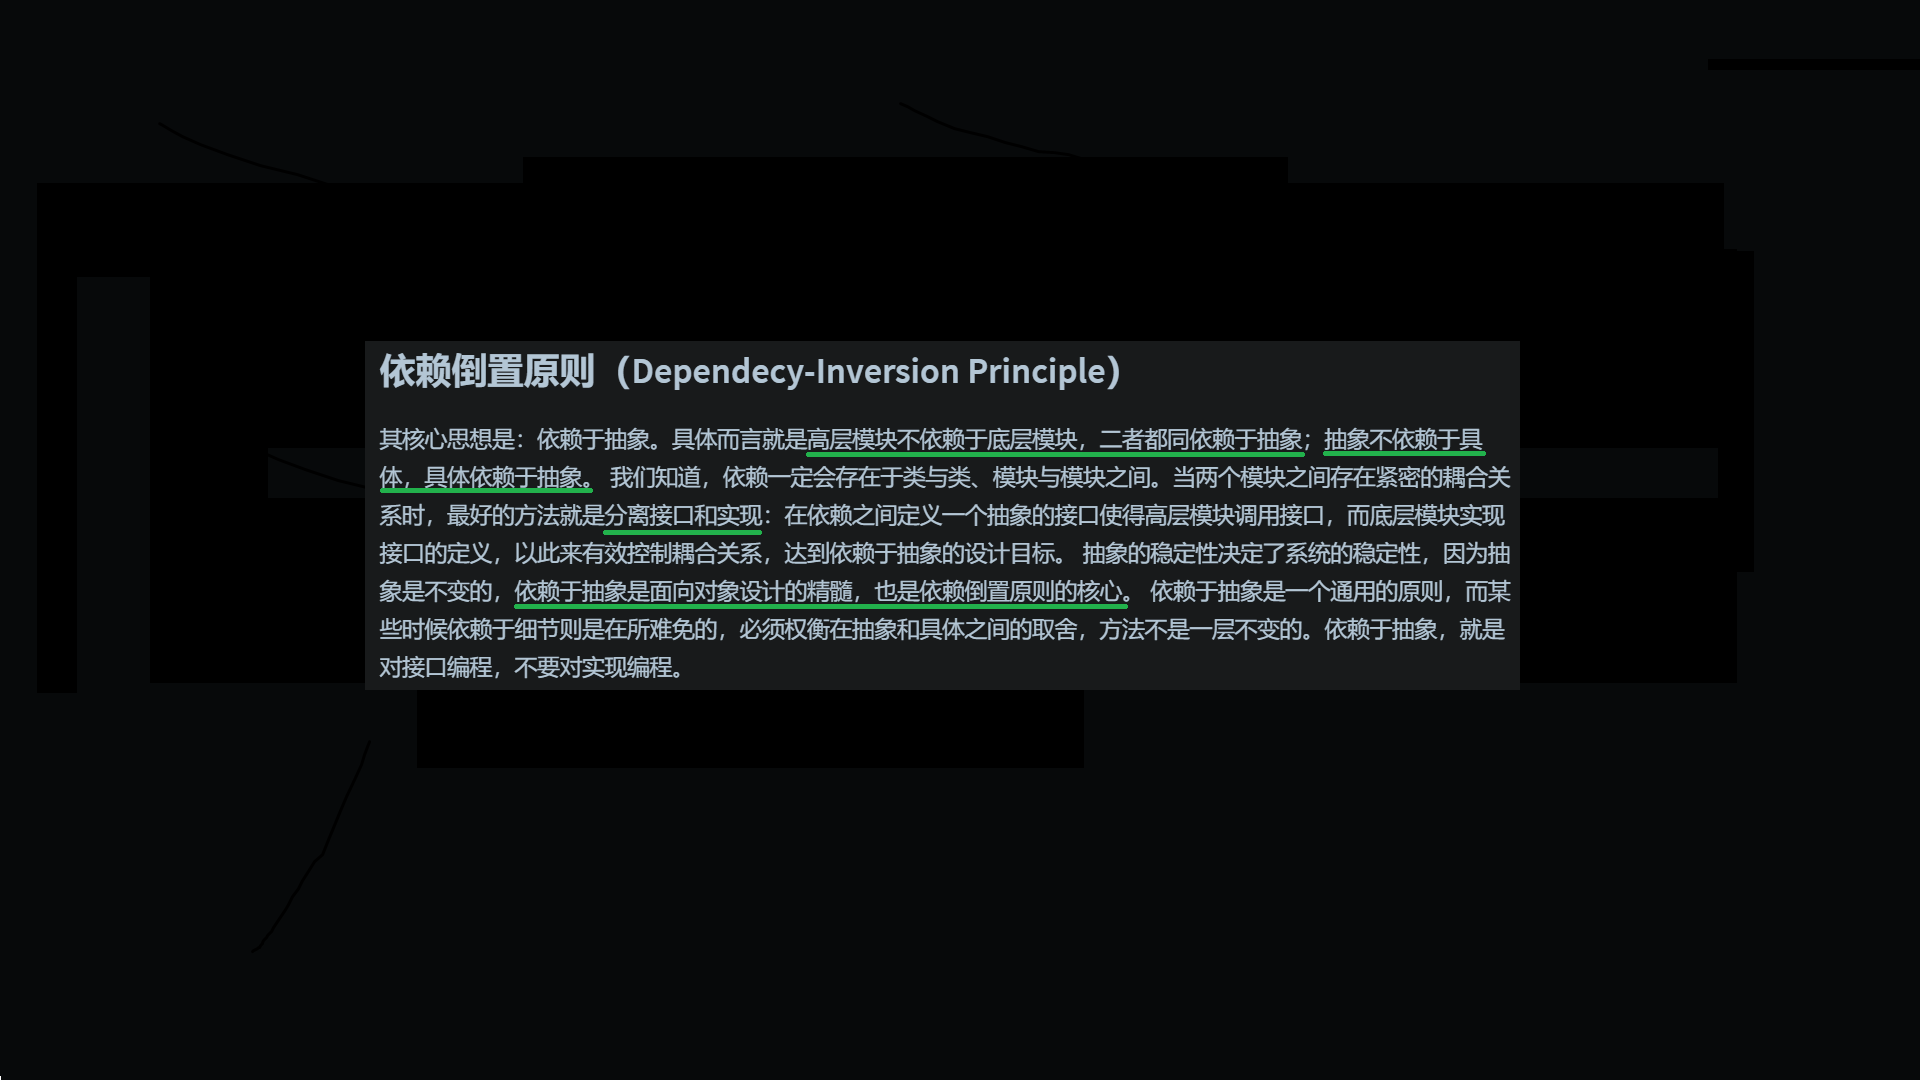 依赖倒置原则（Dependecy-Inversion Principle）
其核心思想是：依赖于抽象。具体而言就是高层模块不依赖于底层模块，二者都同依赖于抽象；抽象不依赖于具
体，具体依赖于抽象。 我们知道，依赖一定会存在于类与类、模块与模块之间。当两个模块之间存在紧密的耦合关
系时，最好的方法就是分离接口和实现：在依赖之间定义一个抽象的接口使得高层模块调用接口，而底层模块实现
接口的定义，以此来有效控制耦合关系，达到依赖于抽象的设计目标。 抽象的稳定性决定了系统的稳定性，因为抽
象是不变的，依赖于抽象是面向对象设计的精髓，也是依赖倒置原则的核心。 依赖于抽象是一个通用的原则，而某
些时候依赖于细节则是在所难免的，必须权衡在抽象和具体之间的取舍，方法不是一层不变的。依赖于抽象，就是
对接口编程，不要对实现编程。